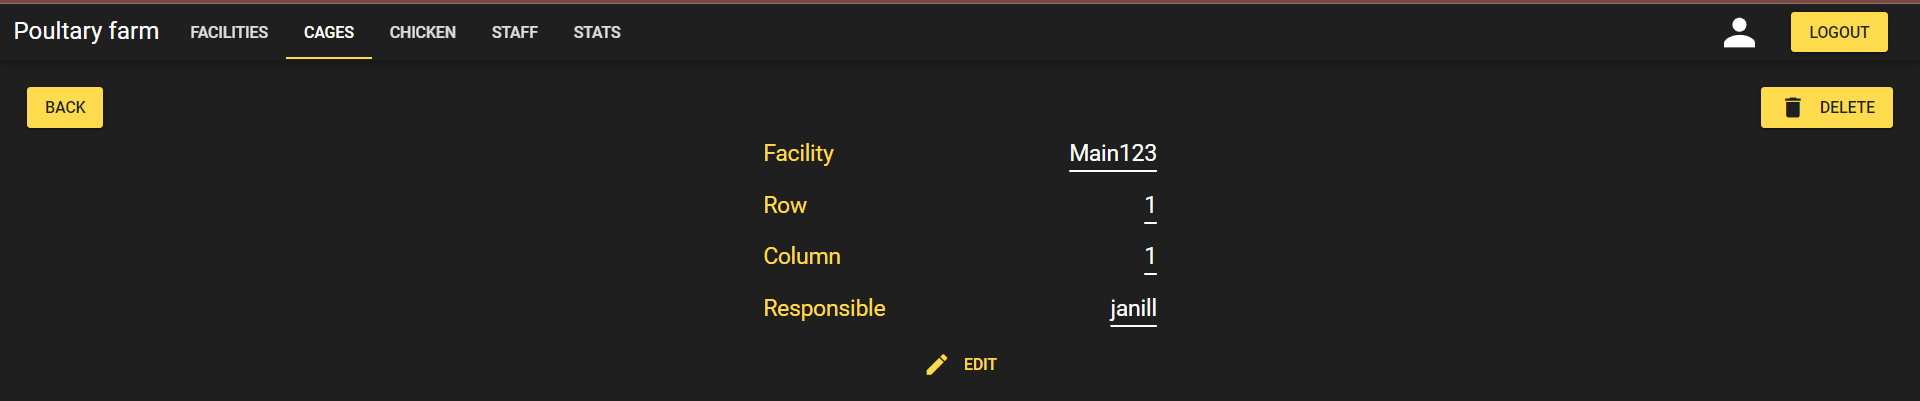 Poultary farm FACILITIES CAGES CHICKEN STAFF STATS LOGOUT
BACK DELETE
Facility Main123
Row 1
Column 1
Responsible janill
EDIT